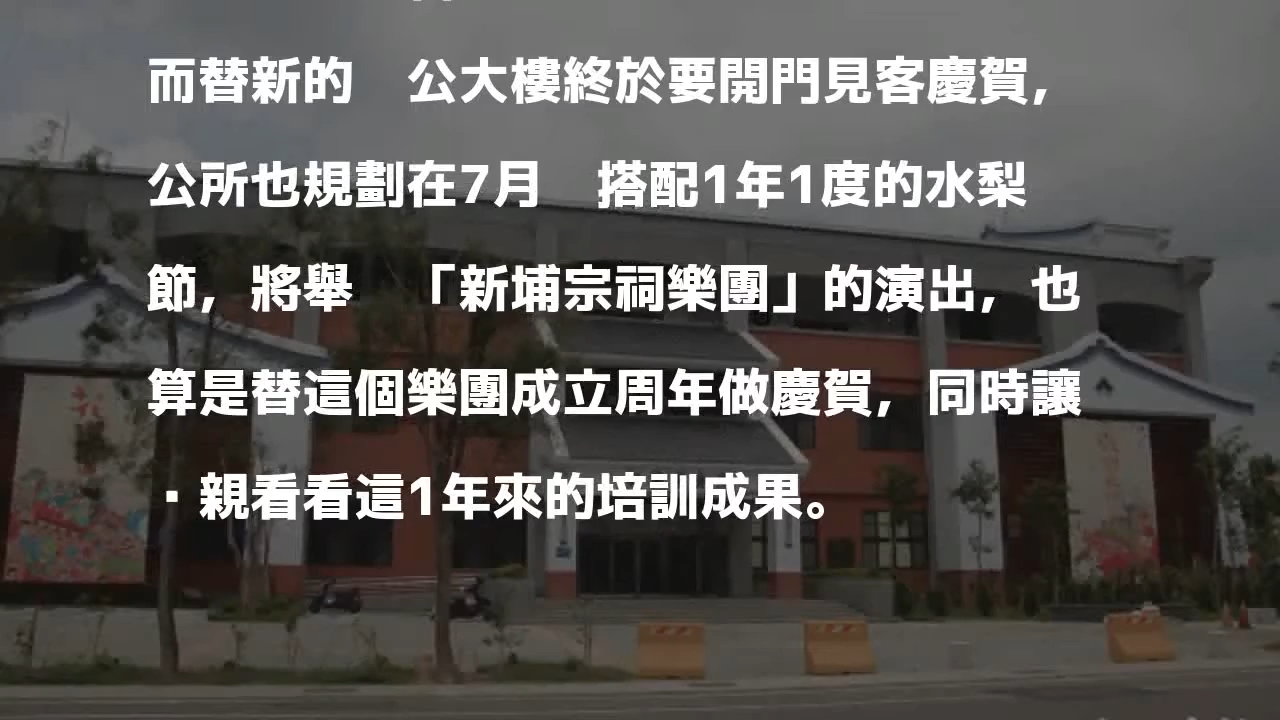 而替新的　公大樓終於要開門見客慶賀，
公所也規劃在7月　搭配1年1度的水梨
節，將舉　「新埔宗祠樂團」的演出，也
算是替這個樂團成立周年做慶賀，同時讓
▪親看看這1年來的培訓成果。